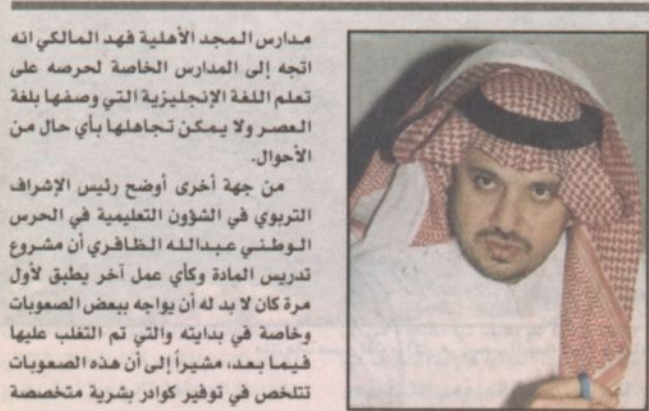 مدارس المجد الأهلية فهد المالكي انه
اتجه إلى المدارس الخاصة لحرصه على
تعلم اللغة الإنجليزية التي وصفها بلغة
العصر ولا يمكن تجاهلها بأي حال من
الأحوال.
من جهة أخرى أوضح رئيس الإشراف
التربوي في الشؤون التعليمية في الحرس
الوطني عبدالله الظافري أن مشروع
تدريس المادة وكأي عمل آخر يطبق لأول
مرة كان لا بد له أن يواجه ببعض الصعوبات
وخاصة في بدايته والتي تم التغلب عليها
فيما بعد، مشيراً إلى أن هذه الصعوبات
تتلخص في توفير كوادر بشرية متخصصة